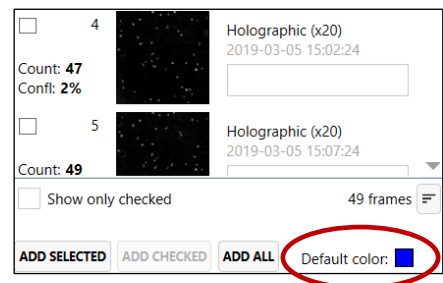 4
Holographic (x20)
2019-03-05 15:02:24
Count: 47
Confl: 2%
5
Holographic (x20)
2019-03-05 15:07:24
Count: 49
Show only checked
49 frames
ADD SELECTED ADD CHECKED ADD ALL Default color: